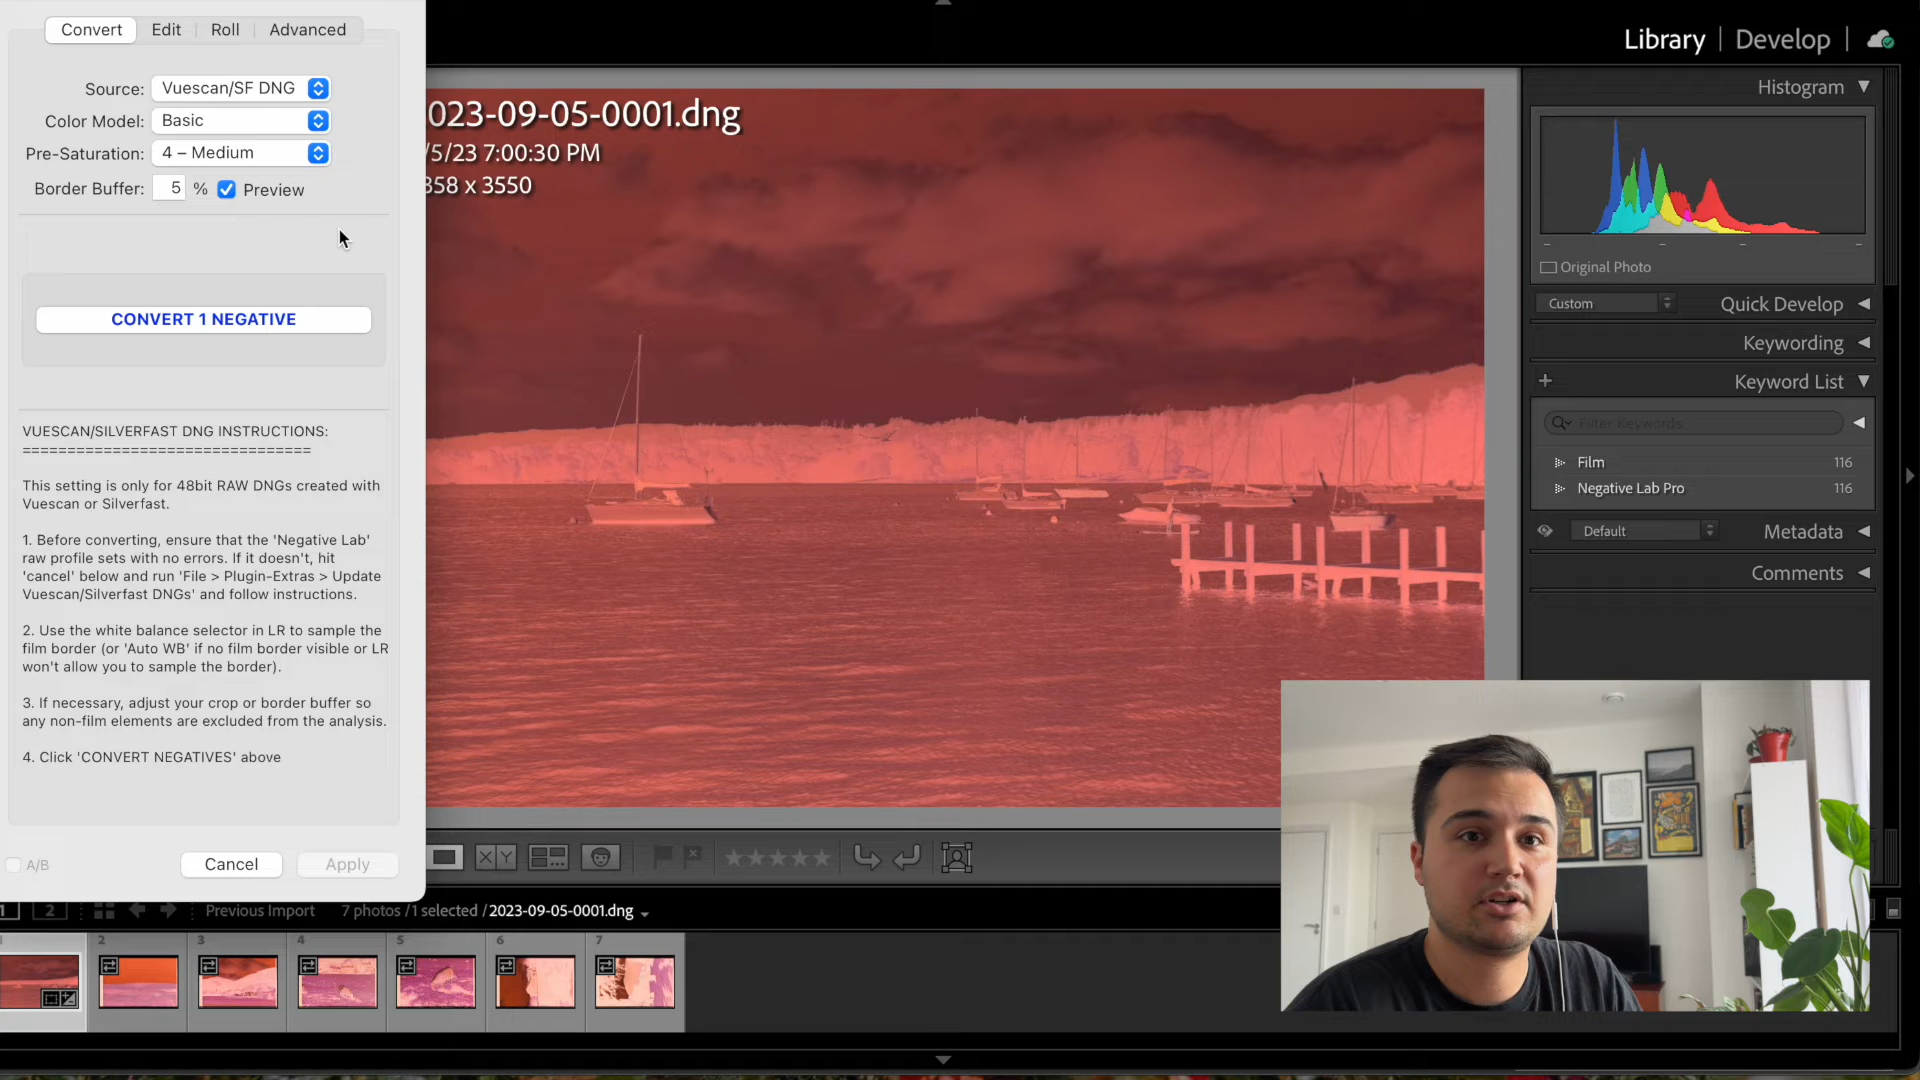 Convert
Edit
Roll
Advanced
Source: Vuescan/SF DNG
Color Model: Basic
Pre-Saturation: 4 – Medium
Border Buffer: 5 % Preview
CONVERT 1 NEGATIVE
VUESCAN/SILVERFAST DNG INSTRUCTIONS:
================================
This setting is only for 48bit RAW DNGs created with
Vuescan or Silverfast.
1. Before converting, ensure that the 'Negative Lab'
raw profile sets with no errors. If it doesn't, hit
'cancel' below and run 'File > Plugin-Extras > Update
Vuescan/Silverfast DNGs' and follow instructions.
2. Use the white balance selector in LR to sample the
film border (or 'Auto WB' if no film border visible or LR
won't allow you to sample the border).
3. If necessary, adjust your crop or border buffer so
any non-film elements are excluded from the analysis.
4. Click 'CONVERT NEGATIVES' above
A/B
Cancel
Apply
023-09-05-0001.dng
/5/23 7:00:30 PM
358 x 3550
Library | Develop |
Histogram
Original Photo
Custom
Quick Develop
Keywording
+ Keyword List
Filter Keywords
Film 116
Negative Lab Pro 116
Default
Metadata
Comments
X Y
1 2 Previous Import 7 photos / 1 selected / 2023-09-05-0001.dng
2 3 4 5 6 7